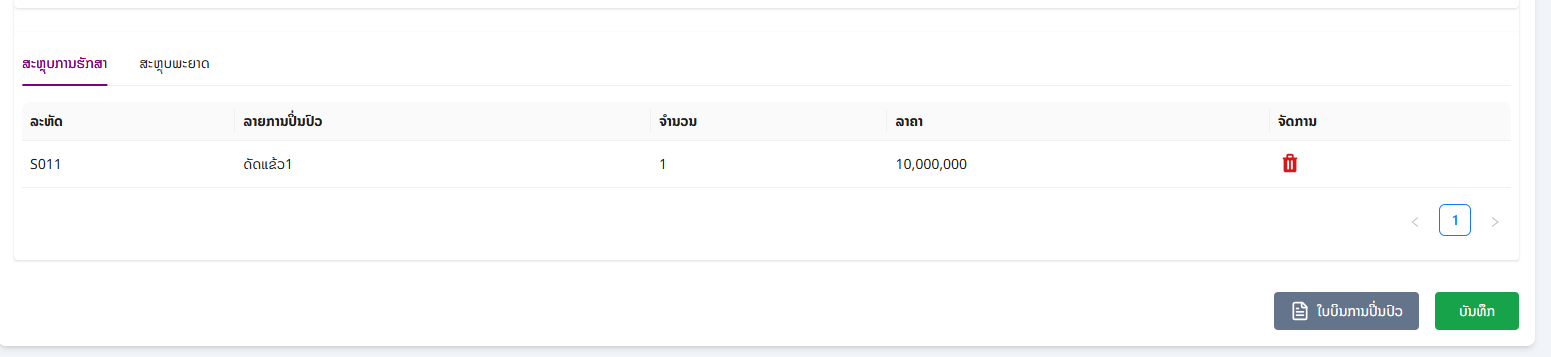 ສະຫຼຸບການຮັກສາ ສະຫຼຸບພະຍາດ
ລະຫັດ ລາຍການປິ່ນປົວ ຈຳນວນ ລາຄາ ຈັດການ
S011 ດັດແຂ້ວ1 1 10,000,000
< 1 >
ໃບບິນການປິ່ນປົວ ບັນທຶກ